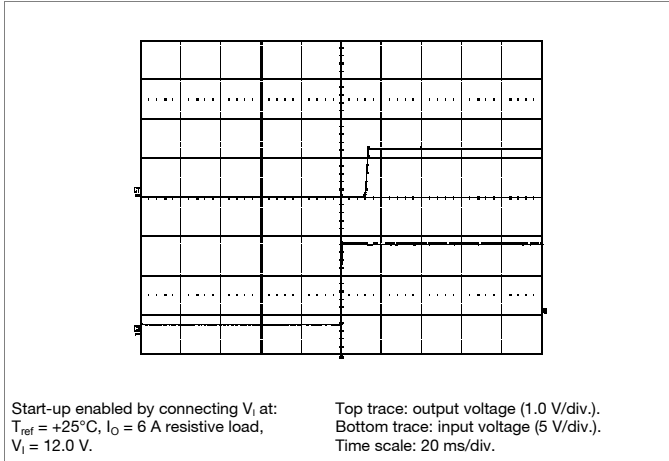 Start-up enabled by connecting VI at:
Tref = +25°C, IO = 6 A resistive load,
VI = 12.0 V.
Top trace: output voltage (1.0 V/div.).
Bottom trace: input voltage (5 V/div.).
Time scale: 20 ms/div.